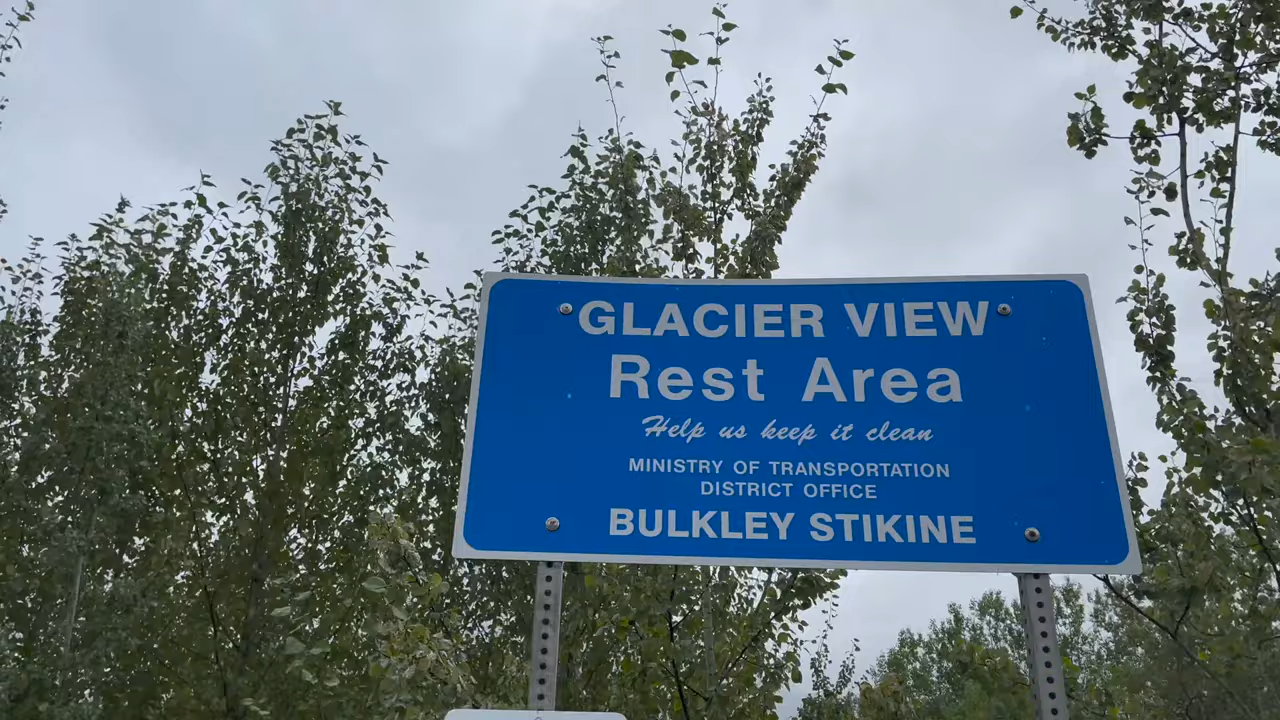 GLACIER VIEW
Rest Area
Help us keep it clean
MINISTRY OF TRANSPORTATION
DISTRICT OFFICE
BULKLEY STIKINE